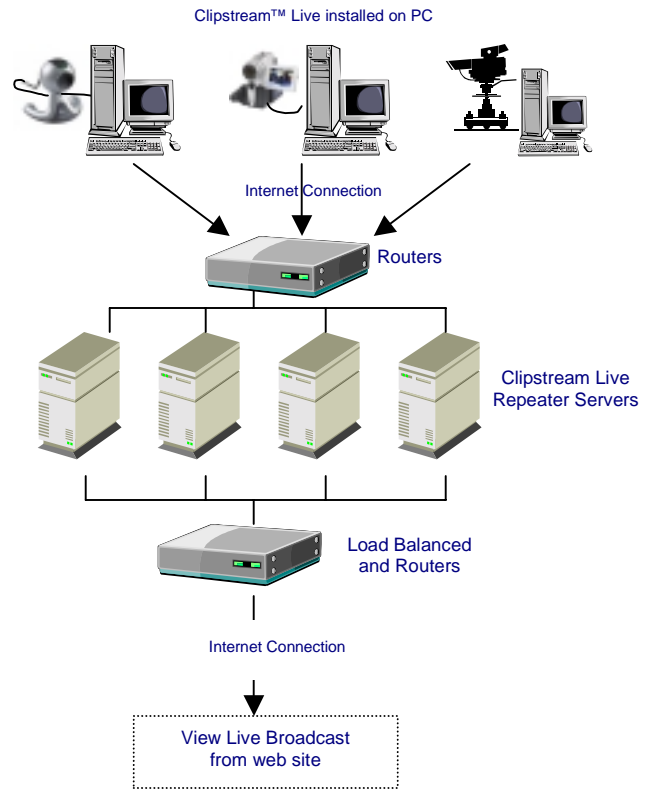 Clipstream™ Live installed on PC
Internet Connection
Routers
Clipstream Live
Repeater Servers
Load Balanced
and Routers
Internet Connection
View Live Broadcast
from web site